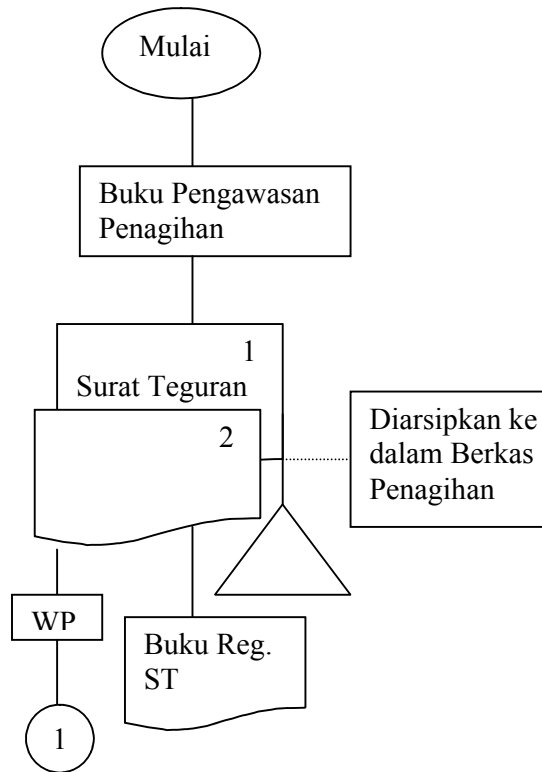 Mulai
Buku Pengawasan
Penagihan
1
Surat Teguran
2
Diarsipkan ke
dalam Berkas
Penagihan
WP
Buku Reg.
ST
1